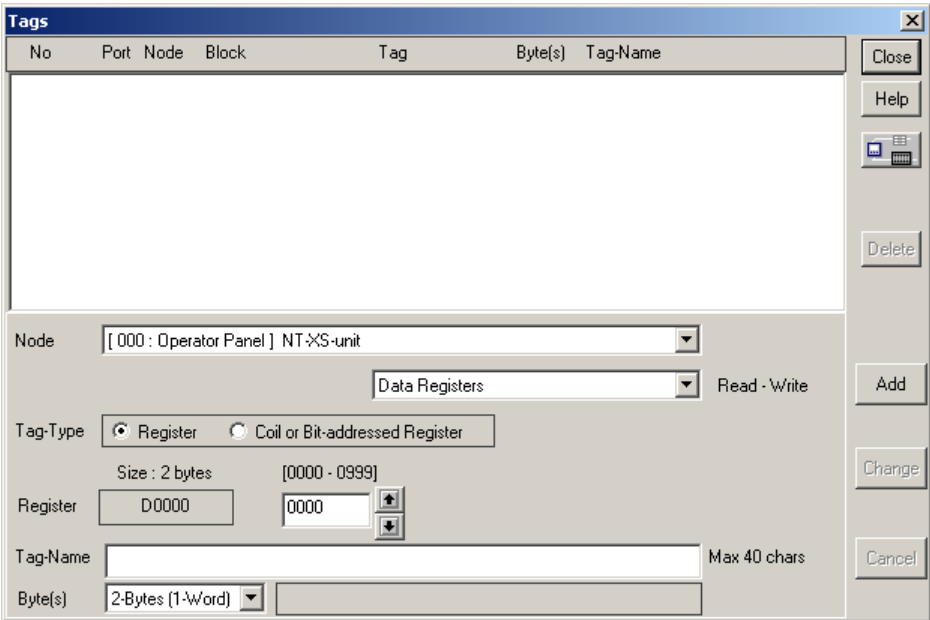 Tags
No Port Node Block Tag Byte(s) Tag-Name
Close
Help
Delete
Node [ 000 : Operator Panel ] NT-XS-unit
Data Registers Read - Write
Add
Tag-Type Register Coil or Bit-addressed Register
Size : 2 bytes [0000 - 0999]
Change
Register D0000 0000
Tag-Name Max 40 chars
Cancel
Byte(s) 2-Bytes (1-Word)